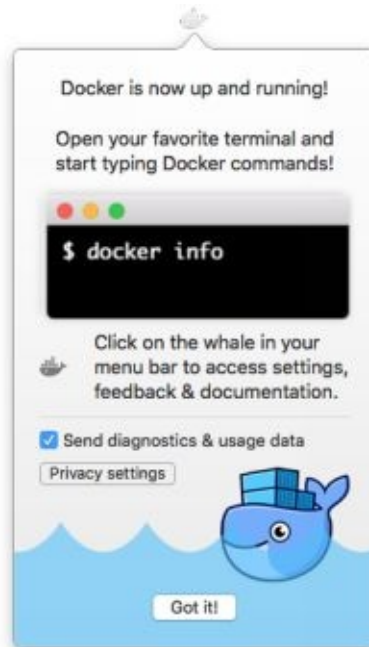 Docker is now up and running!
Open your favorite terminal and
start typing Docker commands!
$ docker info
Click on the whale in your
menu bar to access settings,
feedback & documentation.
Send diagnostics & usage data
Privacy settings
Got it!